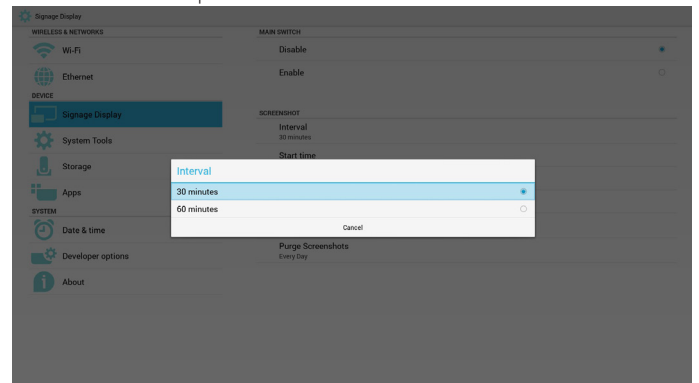 Signage Display
WIRELESS & NETWORKS
Wi-Fi
Ethernet
DEVICE
Signage Display
System Tools
Storage
Apps
SYSTEM
Date & time
Developer options
About
MAIN SWITCH
Disable
Enable
SCREENSHOT
Interval
30 minutes
Start time
Interval
30 minutes
60 minutes
Cancel
Purge Screenshots
Every Day